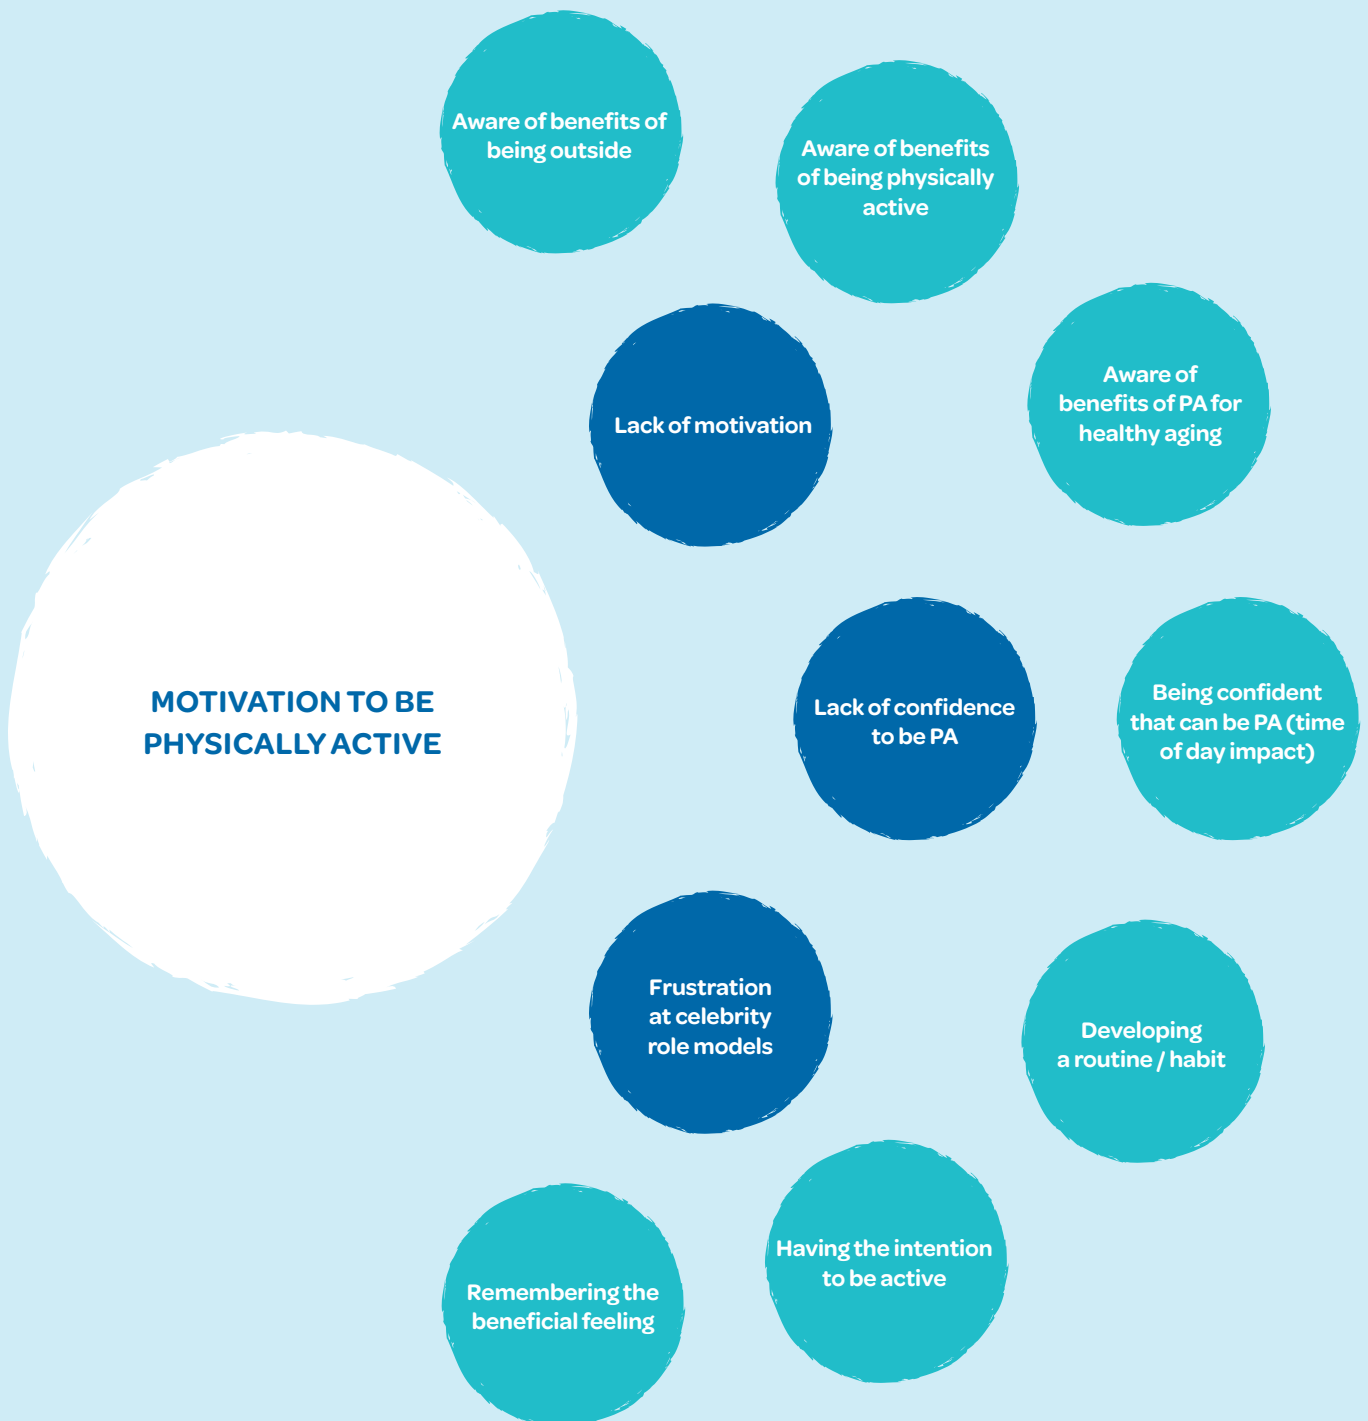 Aware of benefits of
being outside
Aware of benefits
of being physically
active
Lack of motivation
Aware of
benefits of PA for
healthy aging
MOTIVATION TO BE
PHYSICALLY ACTIVE
Lack of confidence
to be PA
Being confident
that can be PA (time
of day impact)
Frustration
at celebrity
role models
Developing
a routine / habit
Having the intention
to be active
Remembering the
beneficial feeling